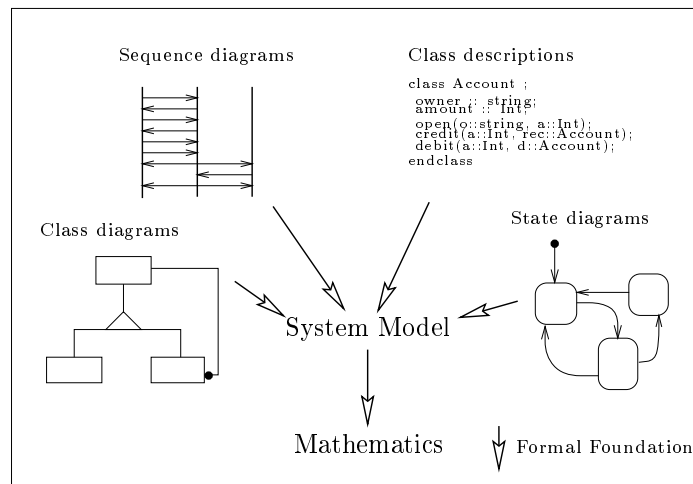 Sequence diagrams
Class descriptions
class Account ;
owner :: string;
amount :: Int;
open(o::string, a::Int);
credit(a::Int, rec::Account);
debit(a::Int, d::Account);
endclass
State diagrams
Class diagrams
System Model
Mathematics
Formal Foundation